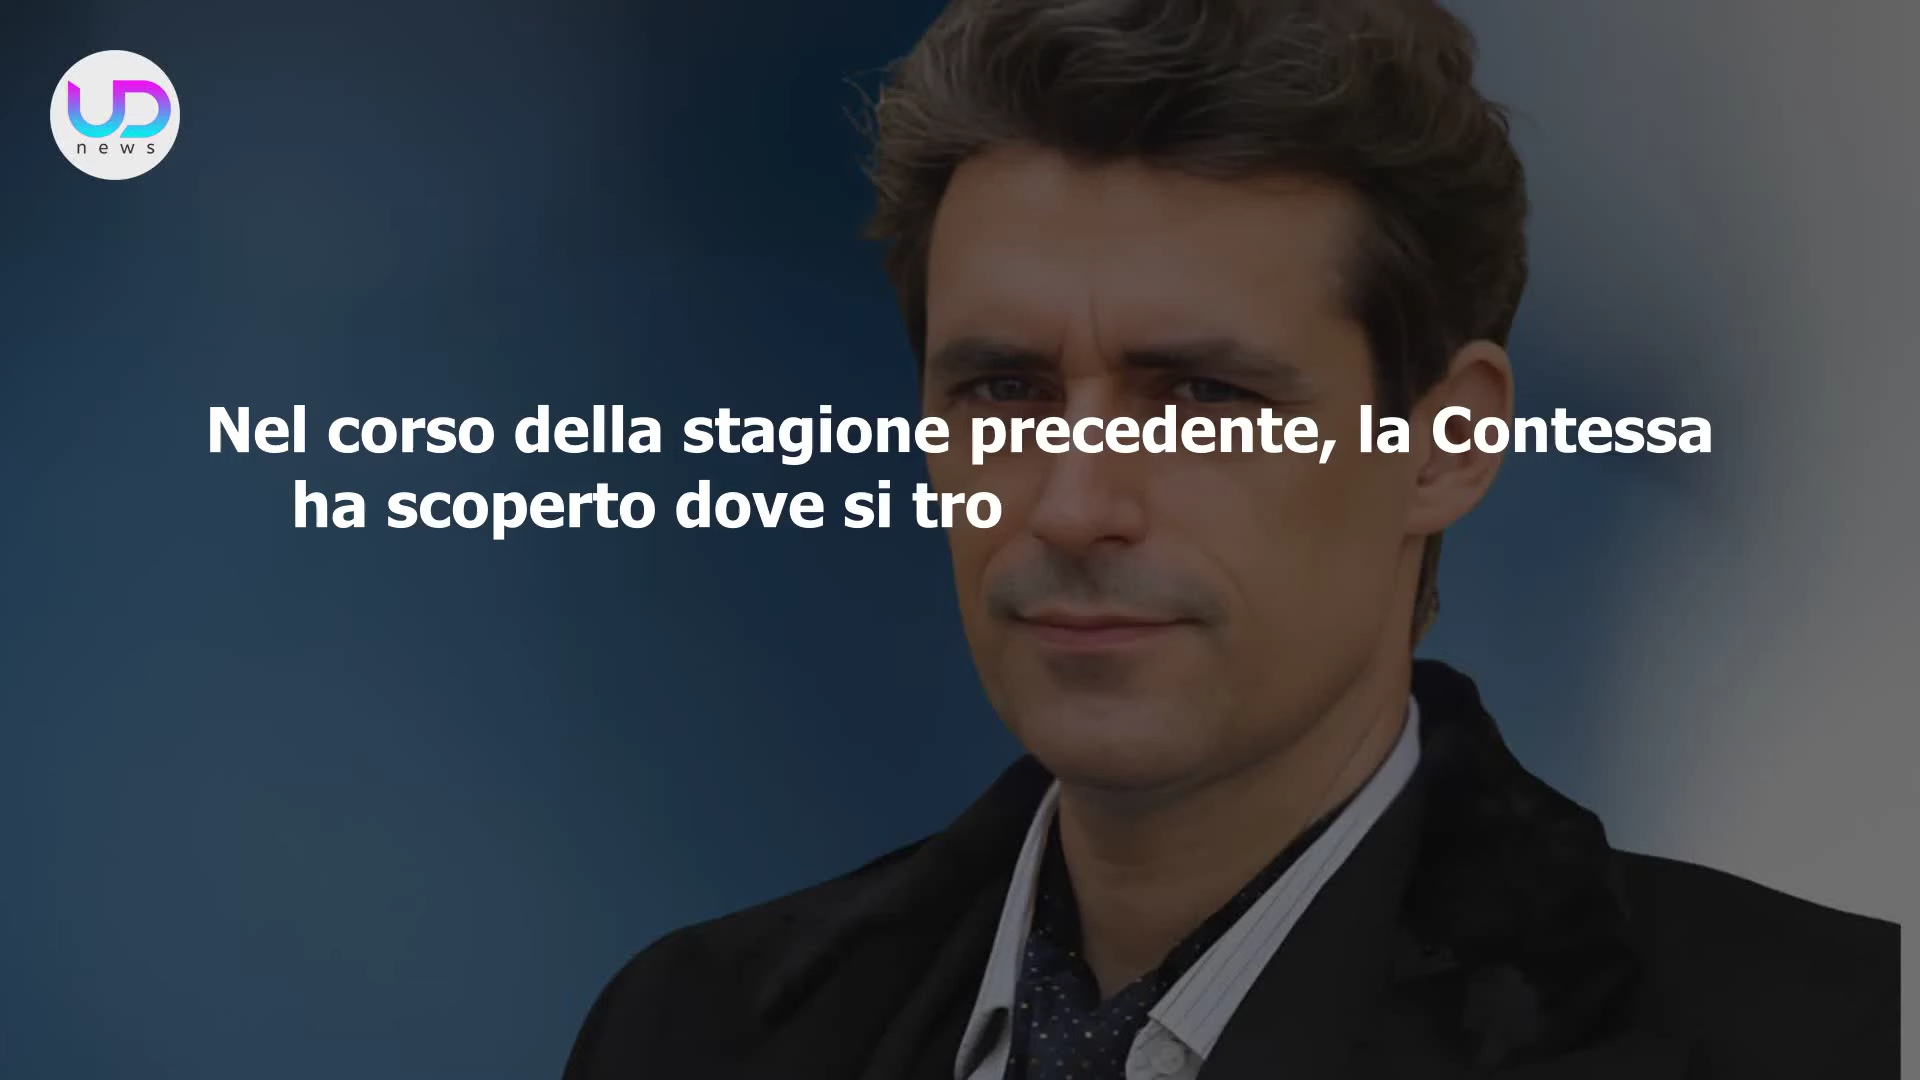 UD
news
Nel corso della stagione precedente, la Contessa
ha scoperto dove si tro